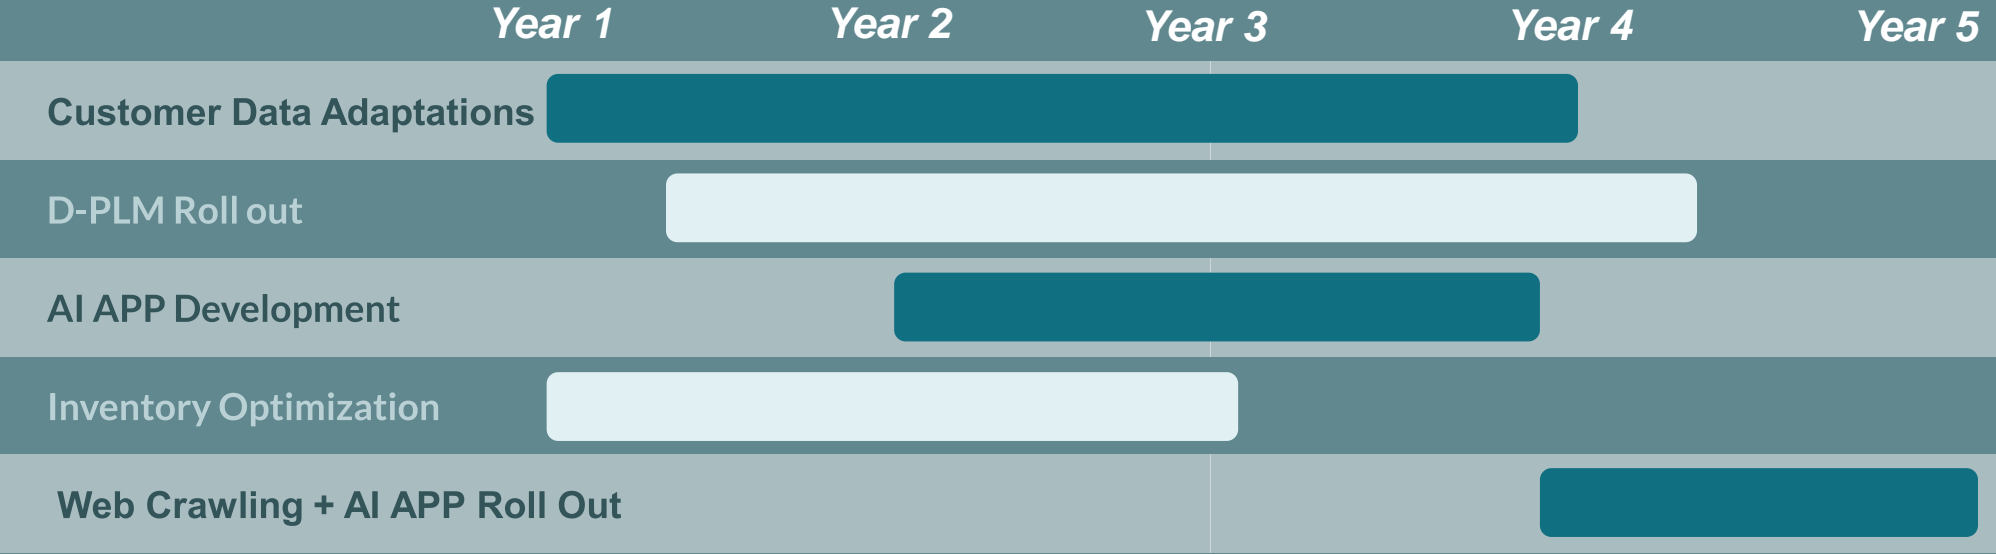 Year 1 Year 2 Year 3 Year 4 Year 5
Customer Data Adaptations
D-PLM Roll out
AI APP Development
Inventory Optimization
Web Crawling + AI APP Roll Out